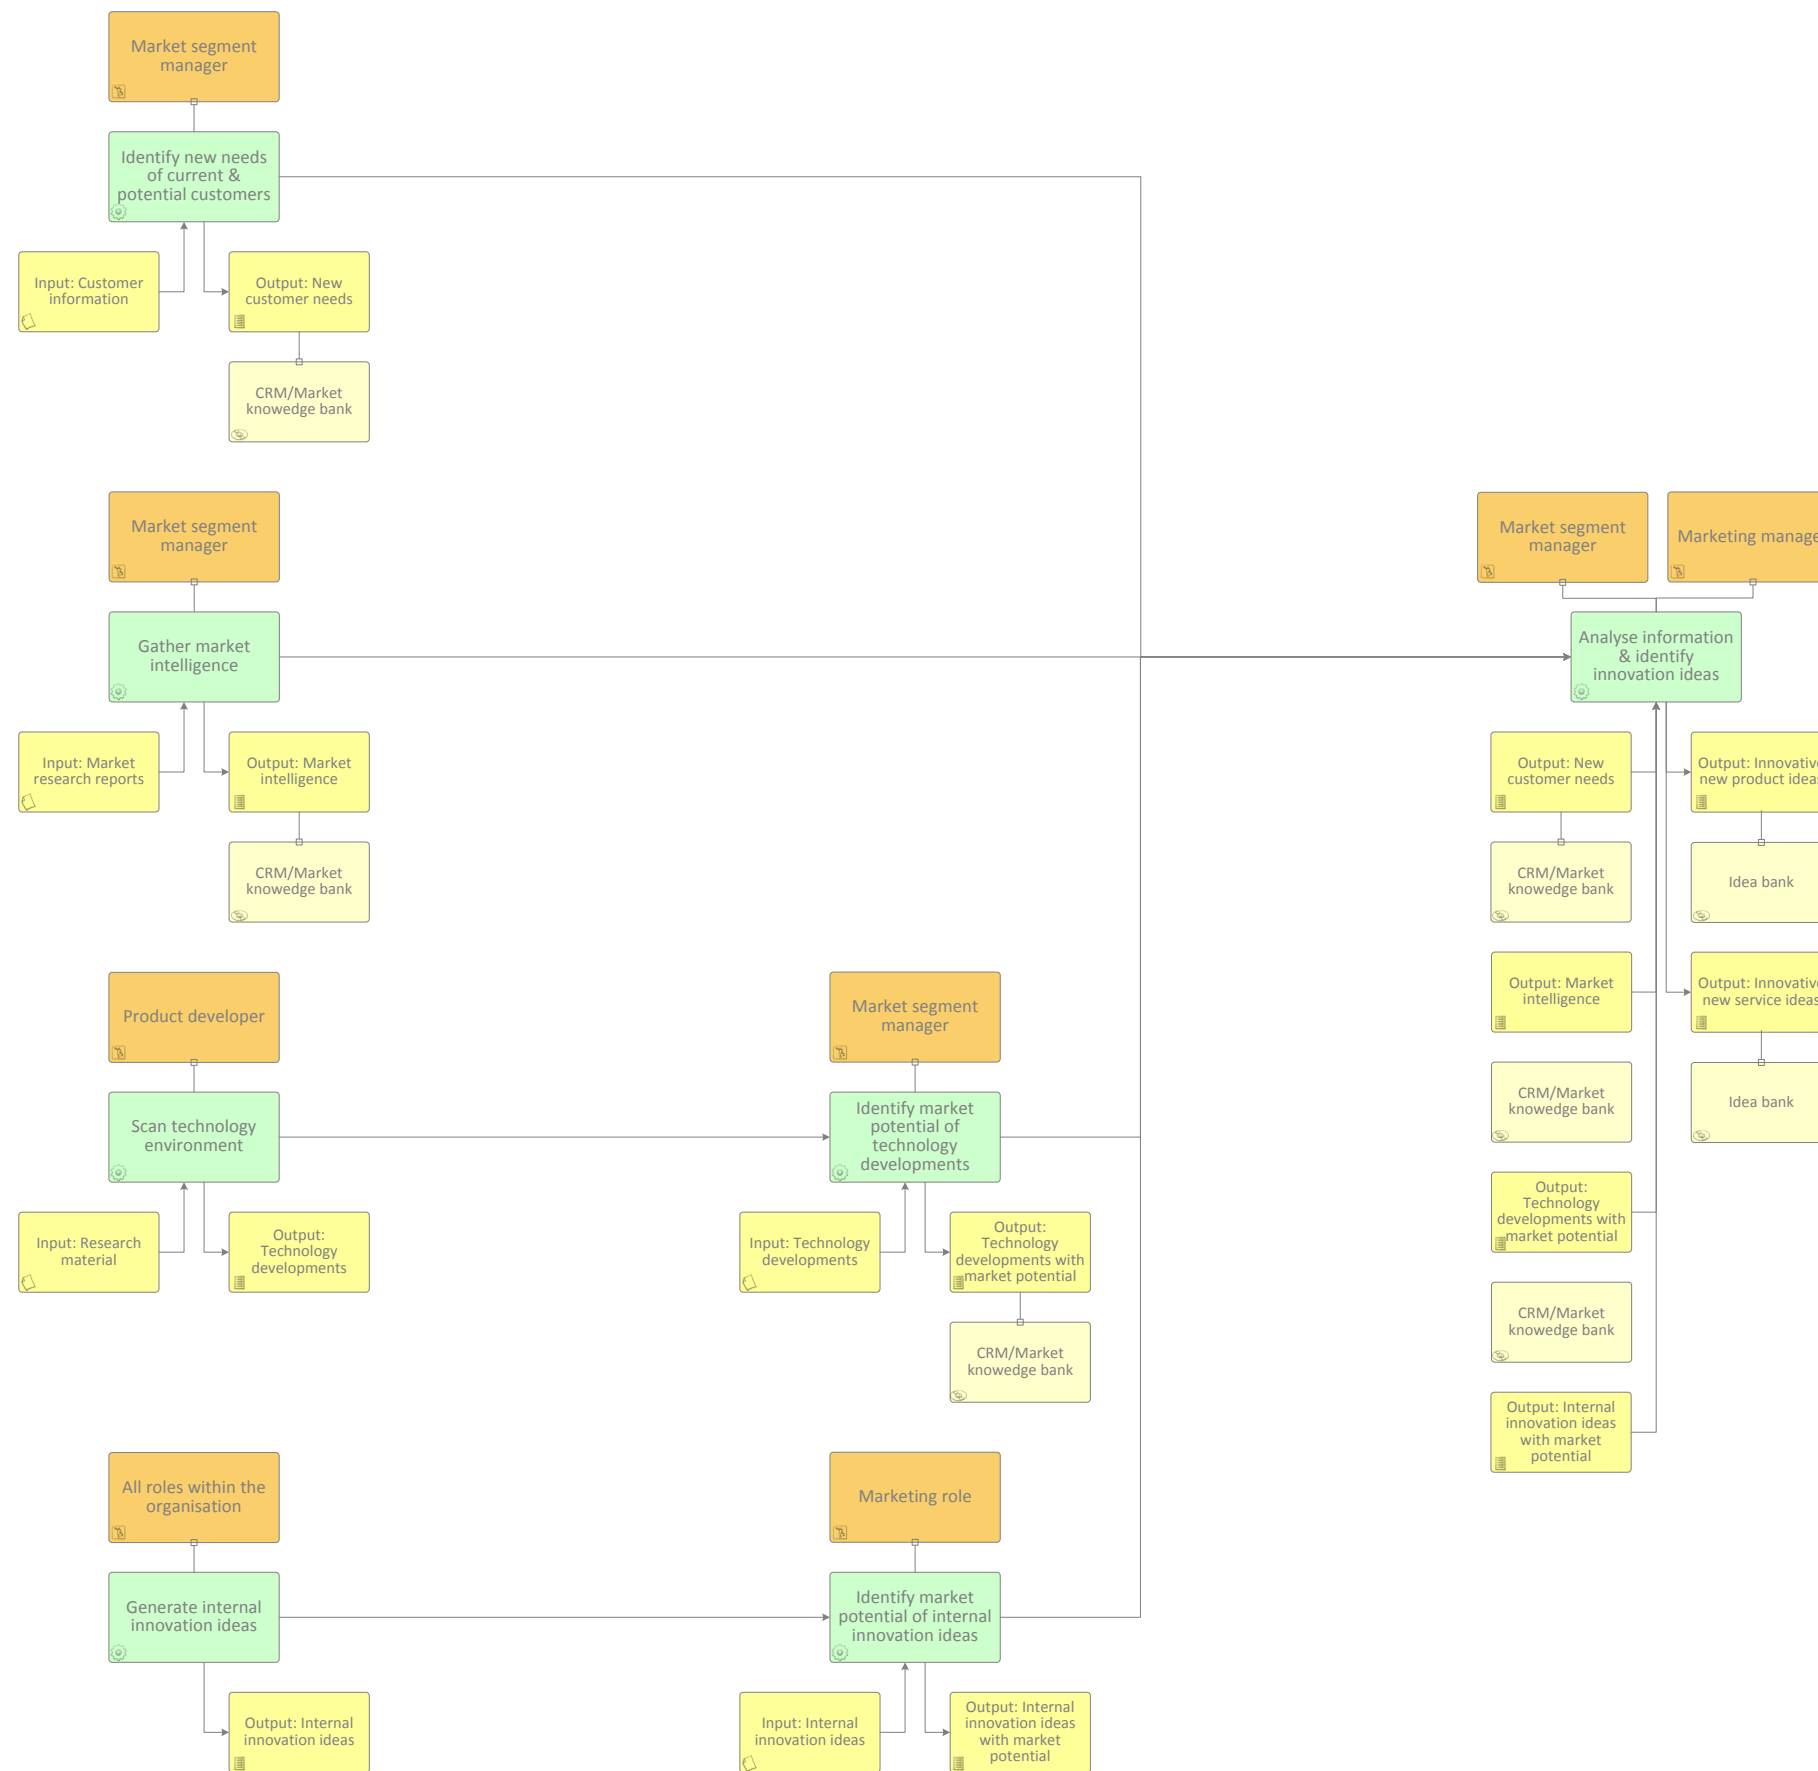 Market segment
manager
Identify new needs
of current &
potential customers
Input: Customer
information
Output: New
customer needs
CRM/Market
knowedge bank
Market segment
manager
Gather market
intelligence
Input: Market
research reports
Output: Market
intelligence
CRM/Market
knowedge bank
Product developer
Scan technology
environment
Input: Research
material
Output:
Technology
developments
Market segment
manager
Identify market
potential of
technology
developments
Input: Technology
developments
Output:
Technology
developments with
market potential
CRM/Market
knowedge bank
All roles within the
organisation
Generate internal
innovation ideas
Output: Internal
innovation ideas
Marketing role
Identify market
potential of internal
innovation ideas
Input: Internal
innovation ideas
Output: Internal
innovation ideas
with market
potential
Market segment
manager
Marketing manage
Analyse information
& identify
innovation ideas
Output: New
customer needs
CRM/Market
knowedge bank
Output: Market
intelligence
CRM/Market
knowedge bank
Output:
Technology
developments with
market potential
CRM/Market
knowedge bank
Output: Internal
innovation ideas
with market
potential
Output: Innovative
new product ideas
Idea bank
Output: Innovative
new service ideas
Idea bank